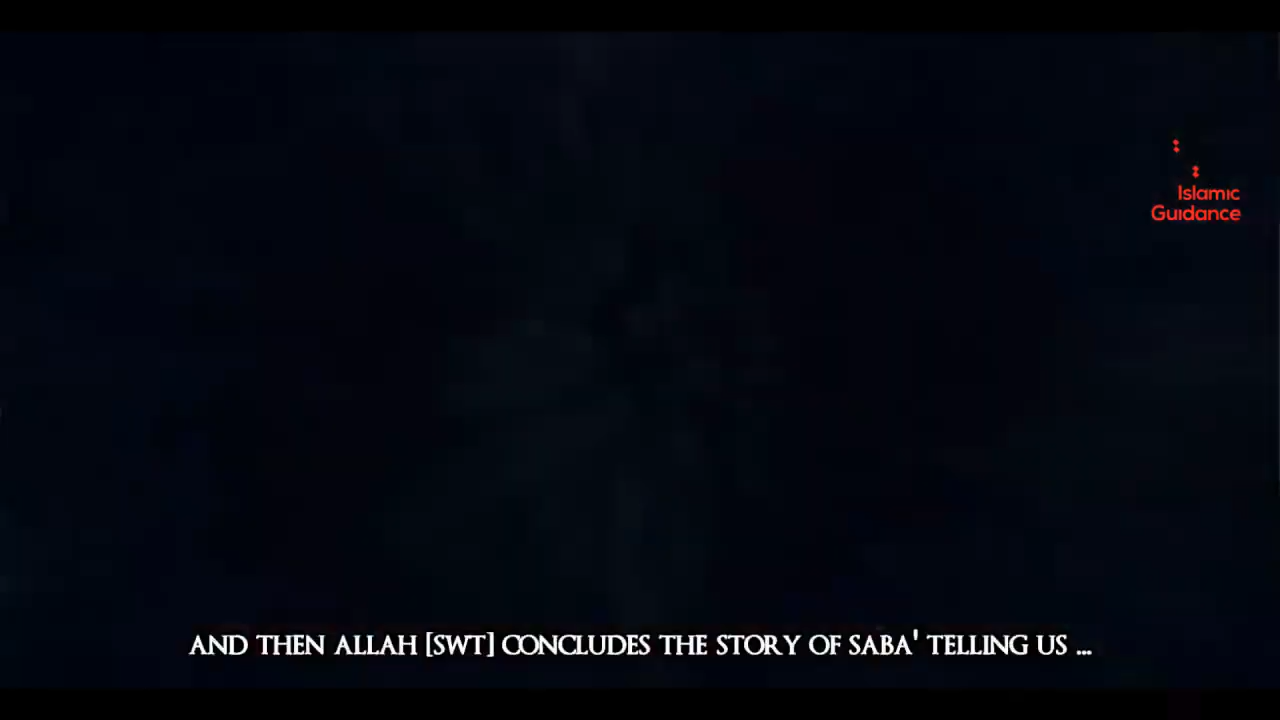 Islamic
Guidance
AND THEN ALLAH [SWT] CONCLUDES THE STORY OF SABA' TELLING US ...